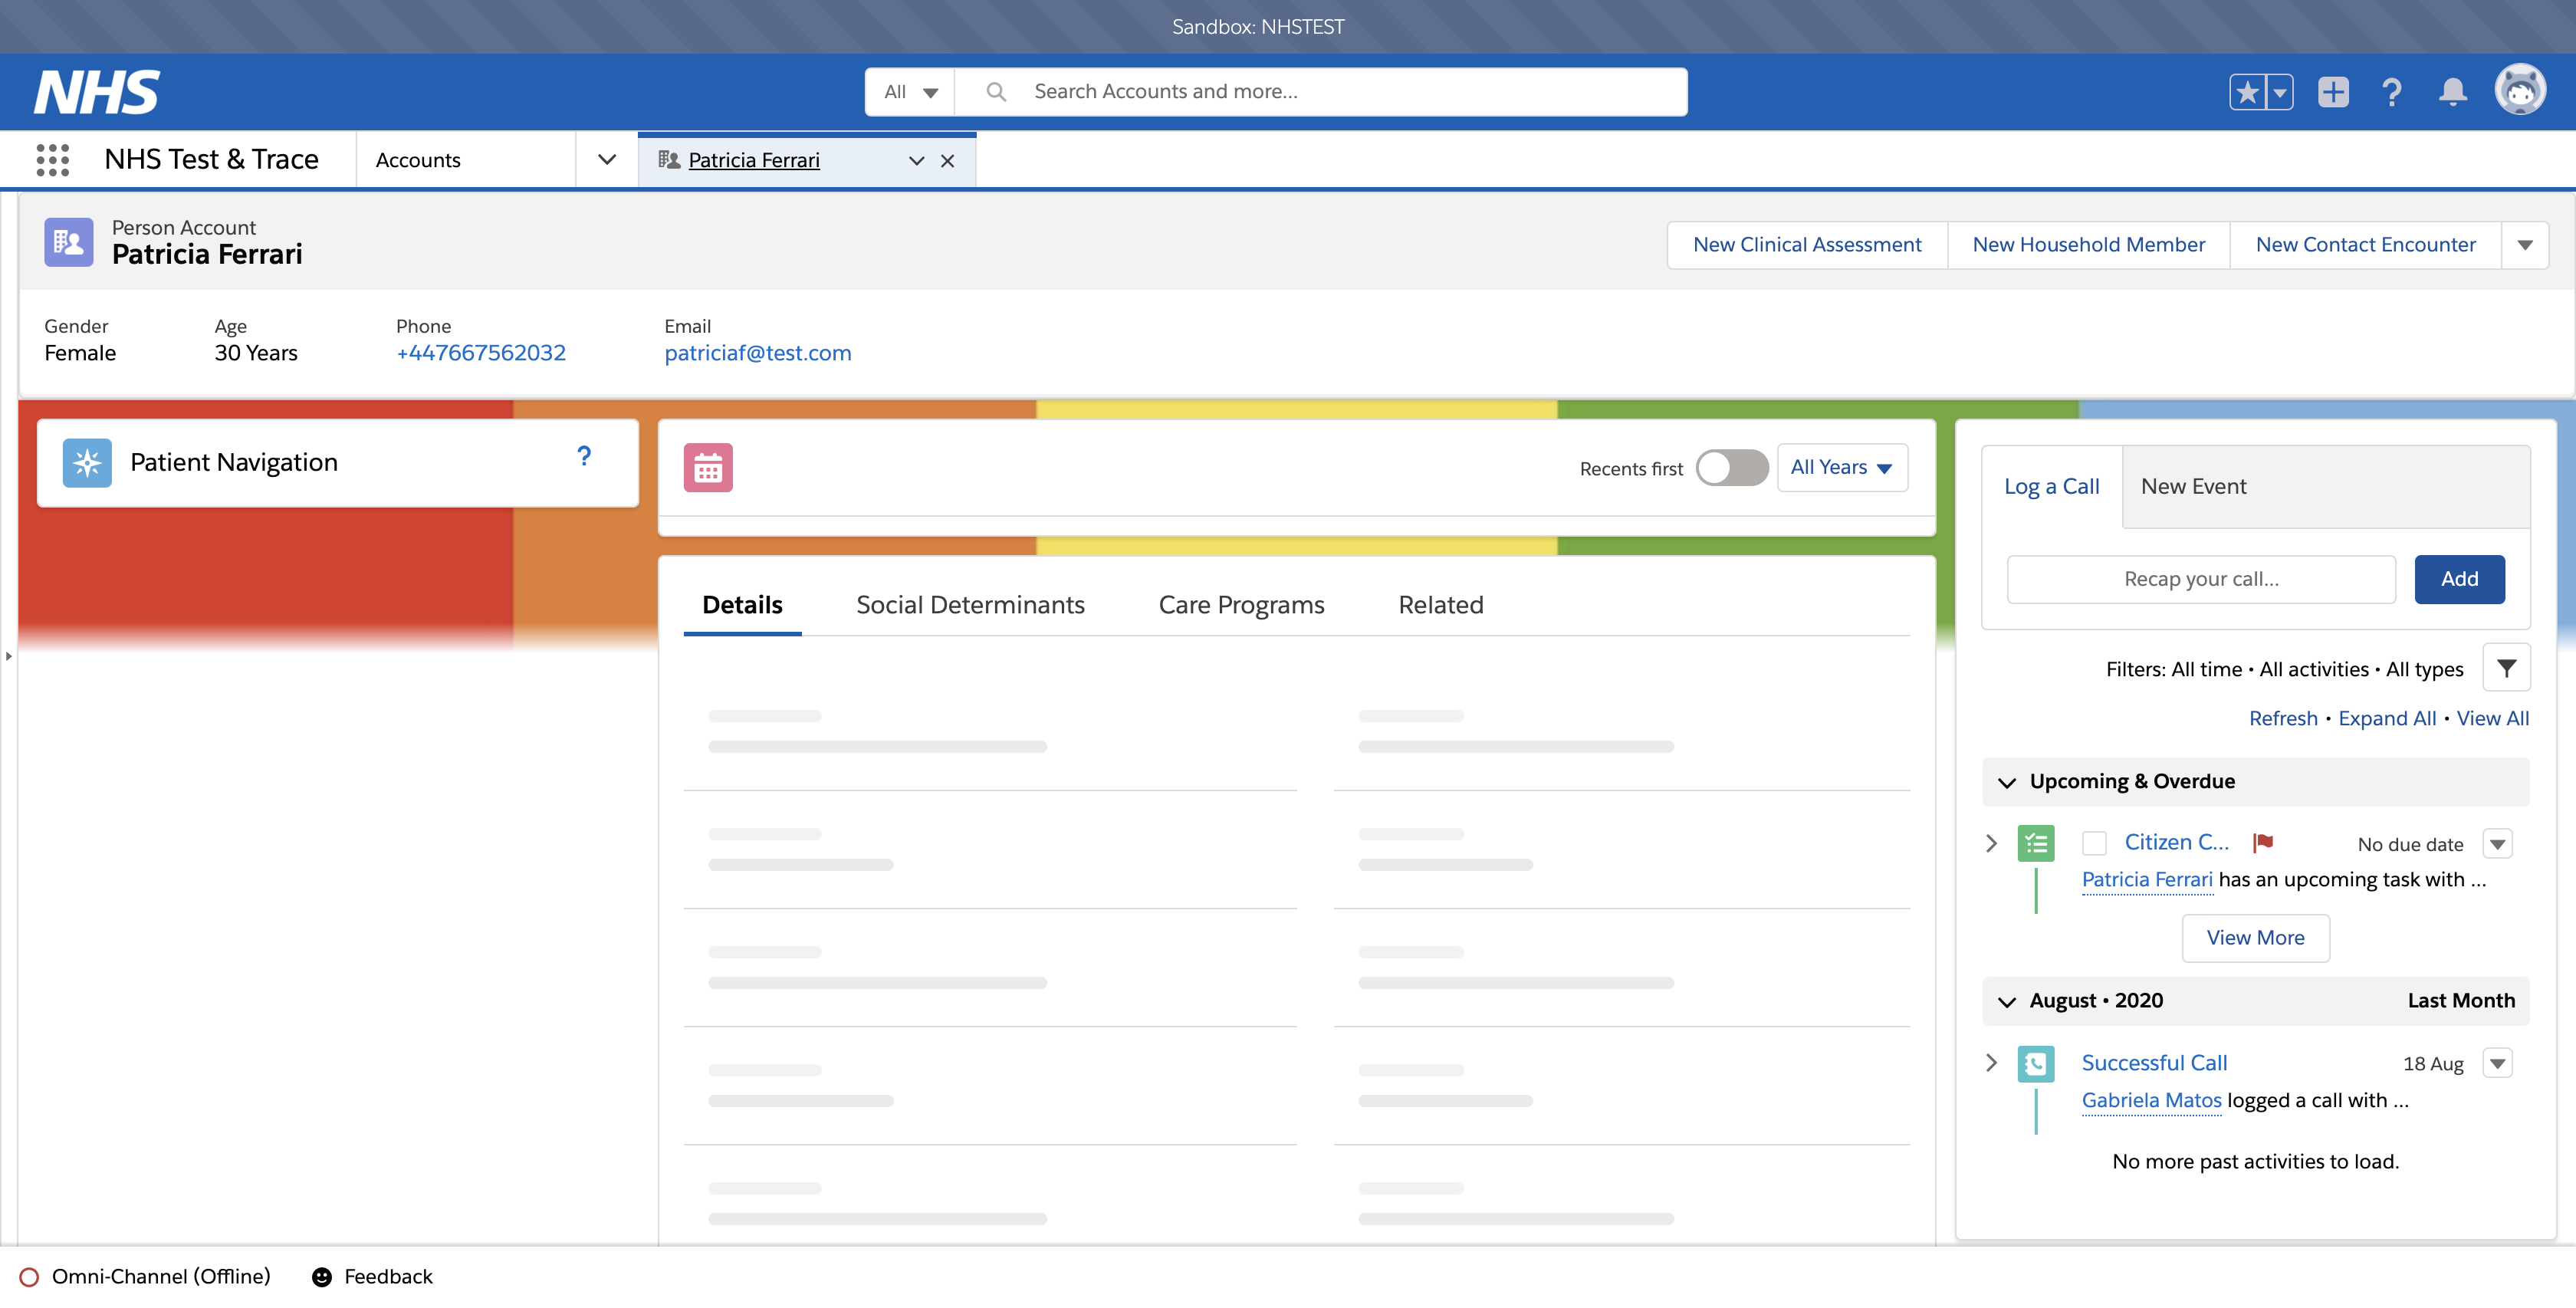 Sandbox: NHSTEST
NHS
All
Search Accounts and more...
NHS Test & Trace
Accounts
Patricia Ferrari
Person Account
Patricia Ferrari
New Clinical Assessment
New Household Member
New Contact Encounter
Gender
Age
Phone
Email
Female
30 Years
+447667562032
patriciaf@test.com
Patient Navigation
?
Recents first
All Years
Details
Social Determinants
Care Programs
Related
Log a Call
New Event
Recap your call...
Add
Filters: All time • All activities • All types
Refresh • Expand All • View All
Upcoming & Overdue
Citizen C...
No due date
Patricia Ferrari has an upcoming task with ...
View More
August • 2020
Last Month
Successful Call
18 Aug
Gabriela Matos logged a call with ...
No more past activities to load.
Omni-Channel (Offline)
Feedback